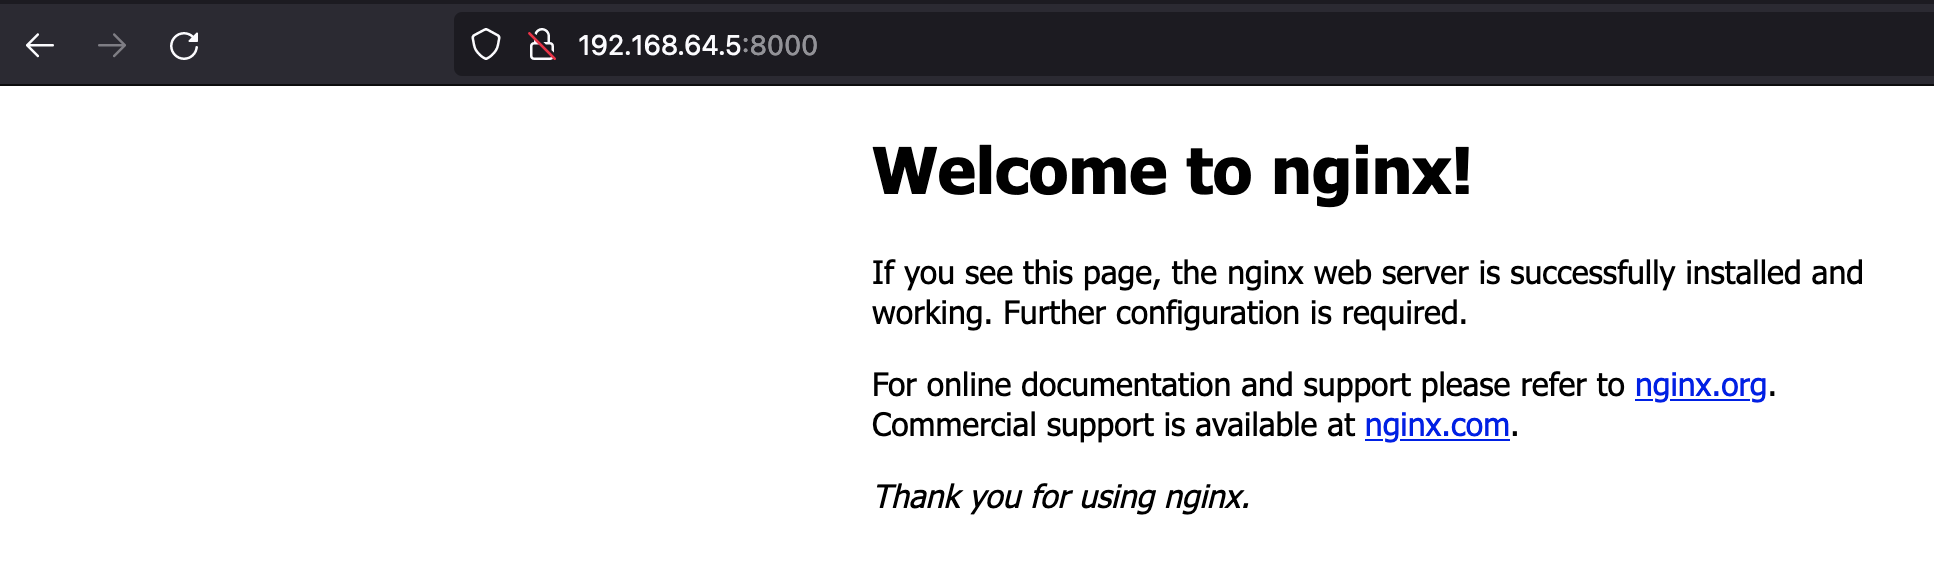 192.168.64.5:8000
Welcome to nginx!
If you see this page, the nginx web server is successfully installed and
working. Further configuration is required.
For online documentation and support please refer to nginx.org.
Commercial support is available at nginx.com.
Thank you for using nginx.